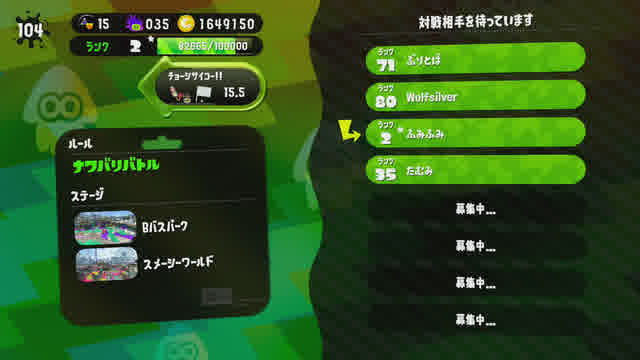 104
15
035
1649150
ランク
2
82665/100000
チョーシサイコー!!
15.5
ルール
ナワバリバトル
ステージ
Bバスパーク
スメーシーワールド
対戦相手を待っています
ランク
71
ぷりとば
ランク
80
Wulfsilver
ランク
2
ふみふみ
ランク
35
たむみ
募集中...
募集中...
募集中...
募集中...